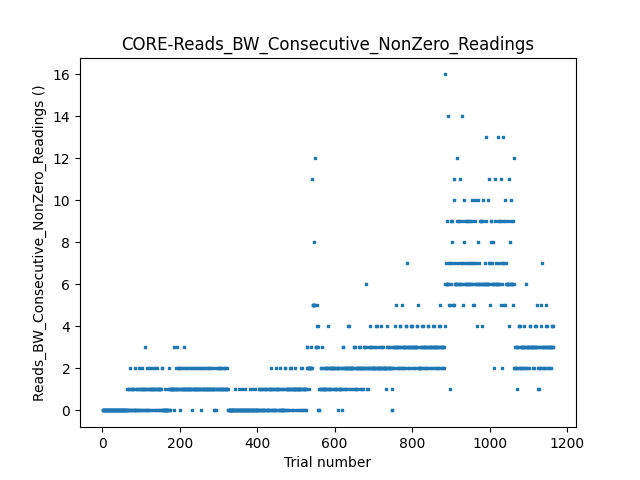 CORE-Reads_BW_Consecutive_NonZero_Readings
Reads_BW_Consecutive_NonZero_Readings ()
16
14
12
10
8
6
4
2
0
0 200 400 600 800 1000 1200
Trial number